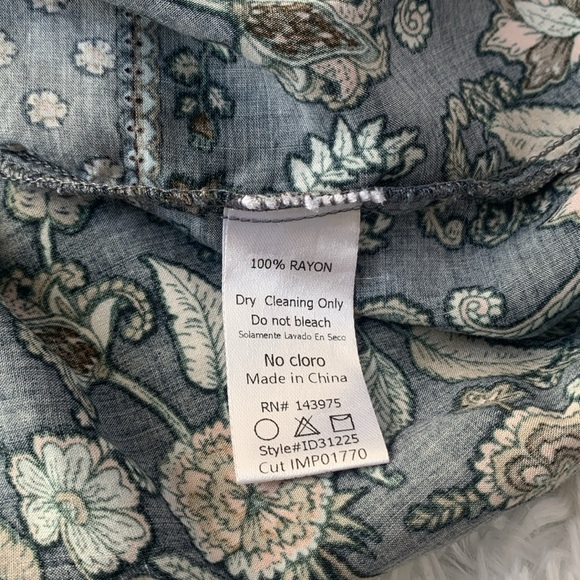 100% RAYON
Dry Cleaning Only
Do not bleach
Solamente Lavado En Seco
No cloro
Made in China
RN# 143975
Style#ID31225
Cut IMP01770